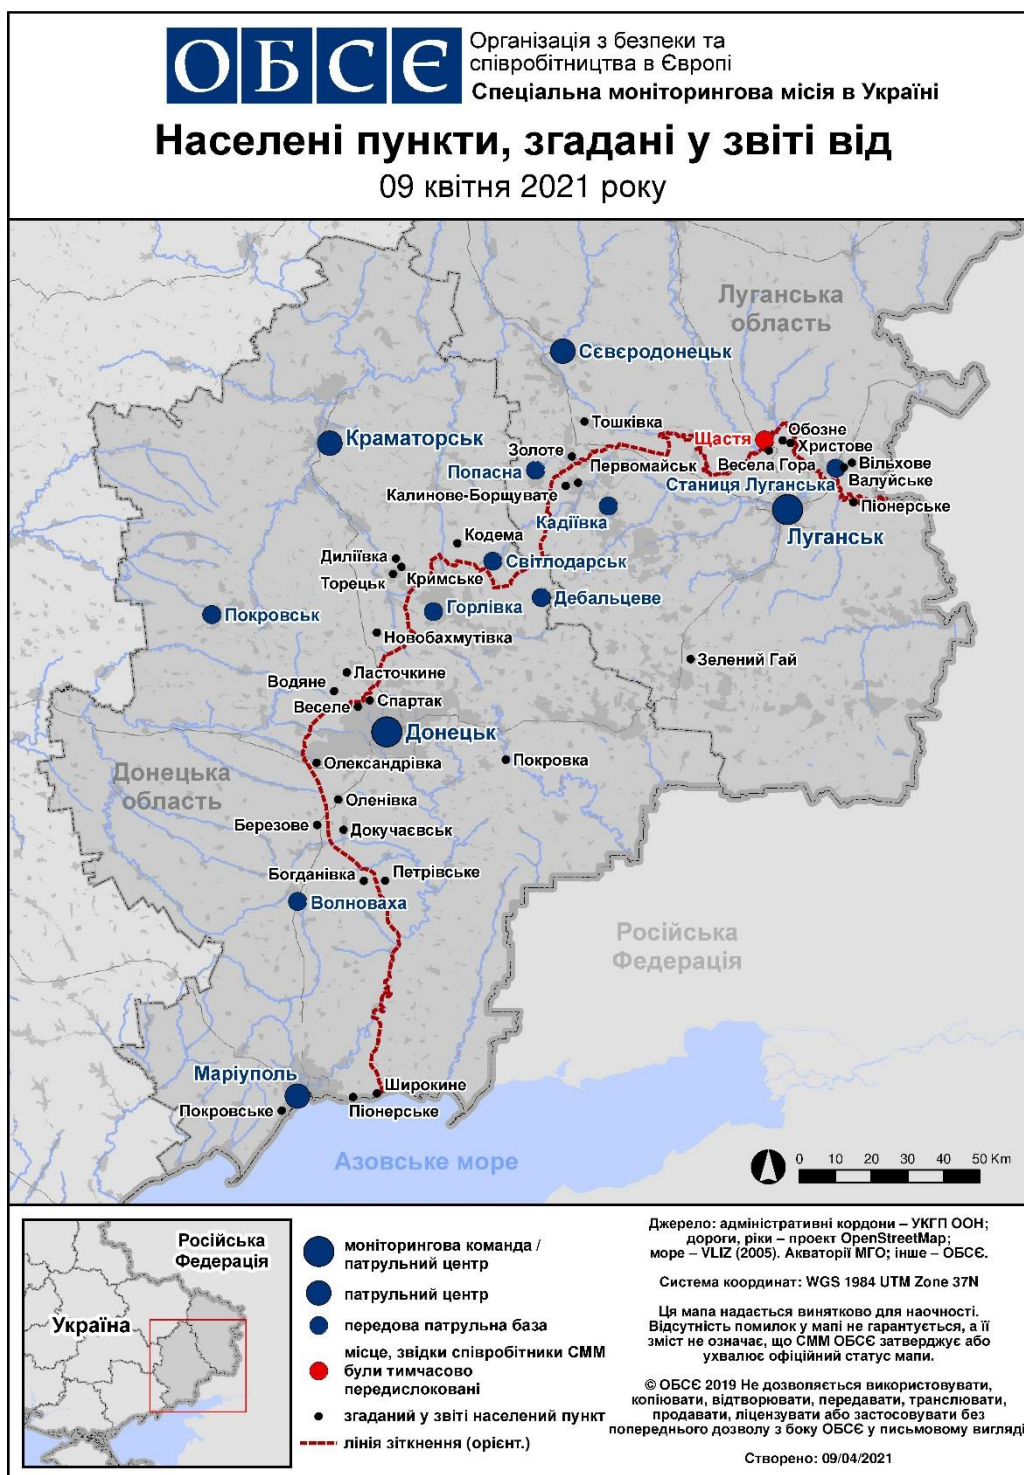 ОБСЄ
Організація з безпеки та
співробітництва в Європі
Спеціальна моніторингова місія в Україні
Населені пункти, згадані у звіті від
09 квітня 2021 року
Луганська
область
Сєвєродонецьк
Тошківка
Краматорськ
Щастя
Обозне
Христове
Золоте
Весела Гора
Вільхове
Попасна
Первомайськ
Станиця Луганська
Валуйське
Калинове-Борщувате
Піонерське
Кадіївка
Луганськ
Кодема
Диліївка
Світлодарськ
Торецьк
Кримське
Дебальцеве
Горлівка
Покровськ
Новобахмутівка
Зелений Гай
Ласточкине
Водяне
Спартак
Веселе
Донецьк
Донецька
область
Олександрівка
Покровка
Оленівка
Березове
Докучаєвськ
Богданівка
Петрівське
Волноваха
Російська
Федерація
Маріуполь
Широкине
Покровське
Піонерське
Азовське море
0 10 20 30 40 50 Km
Російська
Федерація
Україна
моніторингова команда /
патрульний центр
патрульний центр
передова патрульна база
місце, звідки співробітники СММ
були тимчасово
передислоковані
згаданий у звіті населений пункт
лінія зіткнення (орієнт.)
Джерело: адміністративні кордони – УКГП ООН;
дороги, ріки – проект OpenStreetMap;
море – VLIZ (2005). Акваторії МГО; інше – ОБСЄ.
Система координат: WGS 1984 UTM Zone 37N
Ця мапа надається винятково для наочності.
Відсутність помилок у мапі не гарантується, а її
зміст не означає, що СММ ОБСЄ затверджує або
ухвалює офіційний статус мапи.
© ОБСЄ 2019 Не дозволяється використовувати,
копіювати, відтворювати, передавати, транслювати,
продавати, ліцензувати або застосовувати без
попереднього дозволу з боку ОБСЄ у письмовому вигляді
Створено: 09/04/2021